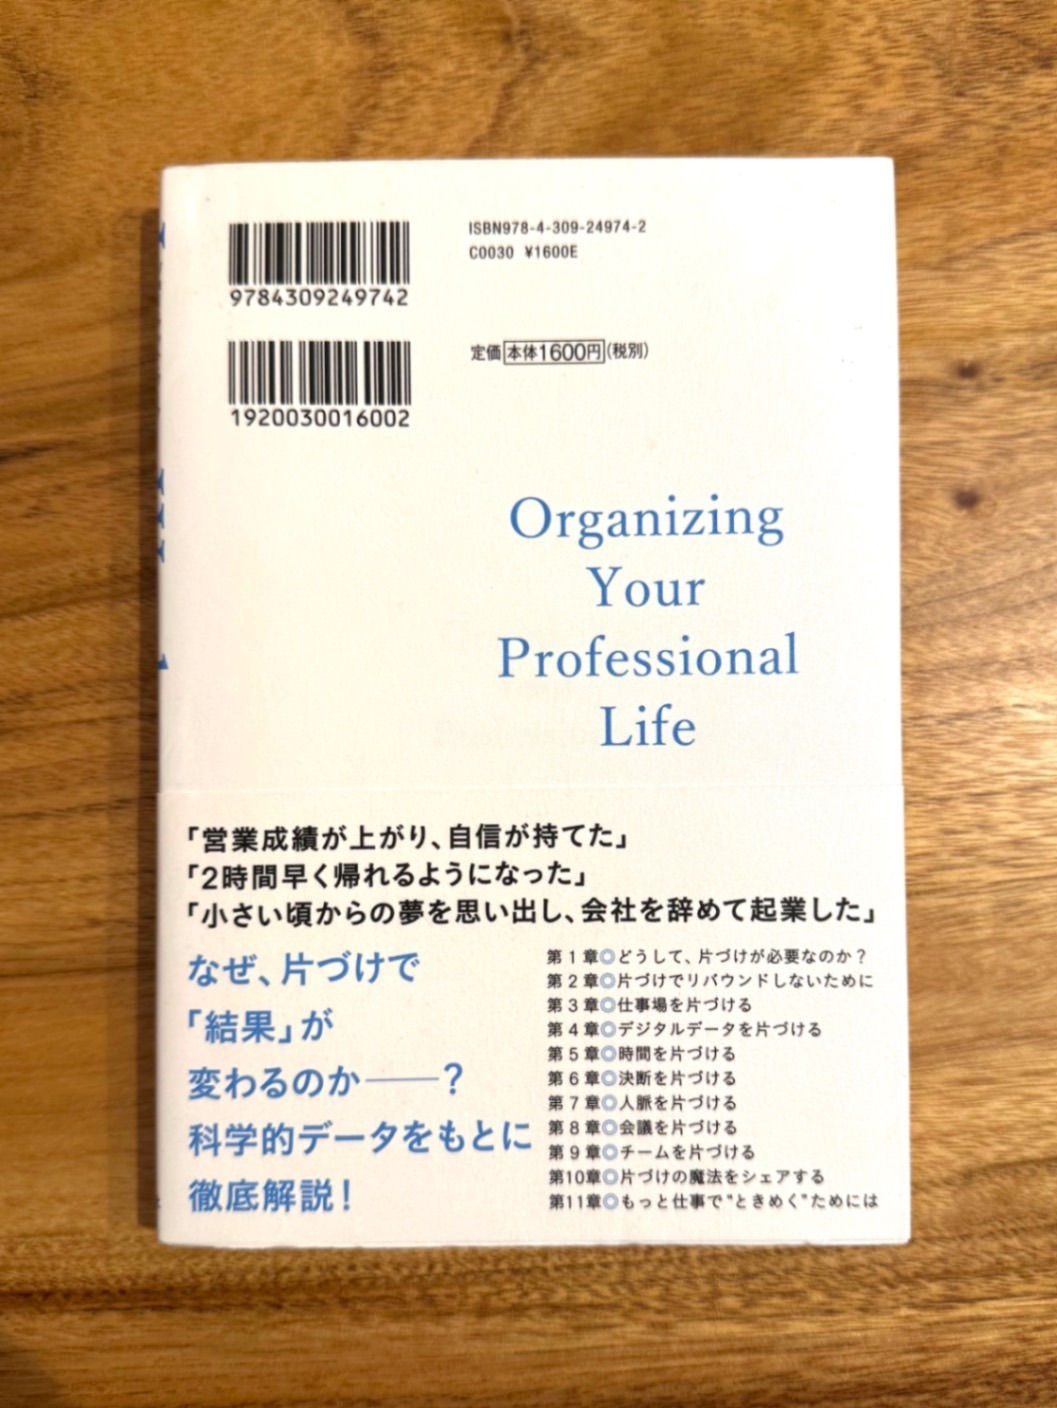 9784309249742
ISBN978-4-309-24974-2
C0030 ¥1600E
1920030016002
定価 本体1600円(税別)
Organizing
Your
Professional
Life
「営業成績が上がり、自信が持てた」
「2時間早く帰れるようになった」
「小さい頃からの夢を思い出し、会社を辞めて起業した」
なぜ、片づけで
「結果」が
変わるのか——?
科学的データをもとに
徹底解説!
第1章◎どうして、片づけが必要なのか?
第2章◎片づけでリバウンドしないために
第3章◎仕事場を片づける
第4章◎デジタルデータを片づける
第5章◎時間を片づける
第6章◎決断を片づける
第7章◎人脈を片づける
第8章◎会議を片づける
第9章◎チームを片づける
第10章◎片づけの魔法をシェアする
第11章◎もっと仕事で"ときめく"ためには